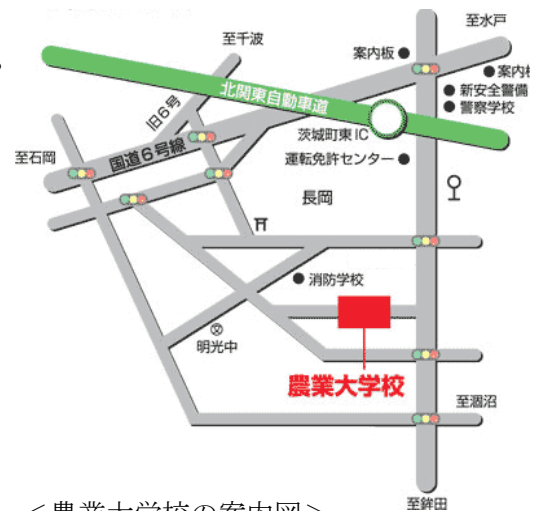 至水戸
至千波
案内板
案内
新安全警備
警察学校
北関東自動車道
旧6号
茨城町東IC
国道6号線
至石岡
運転免許センター
長岡
消防学校
文
明光中
農業大学校
至涸沼
至鉾田
＜農業大学校の案内図＞